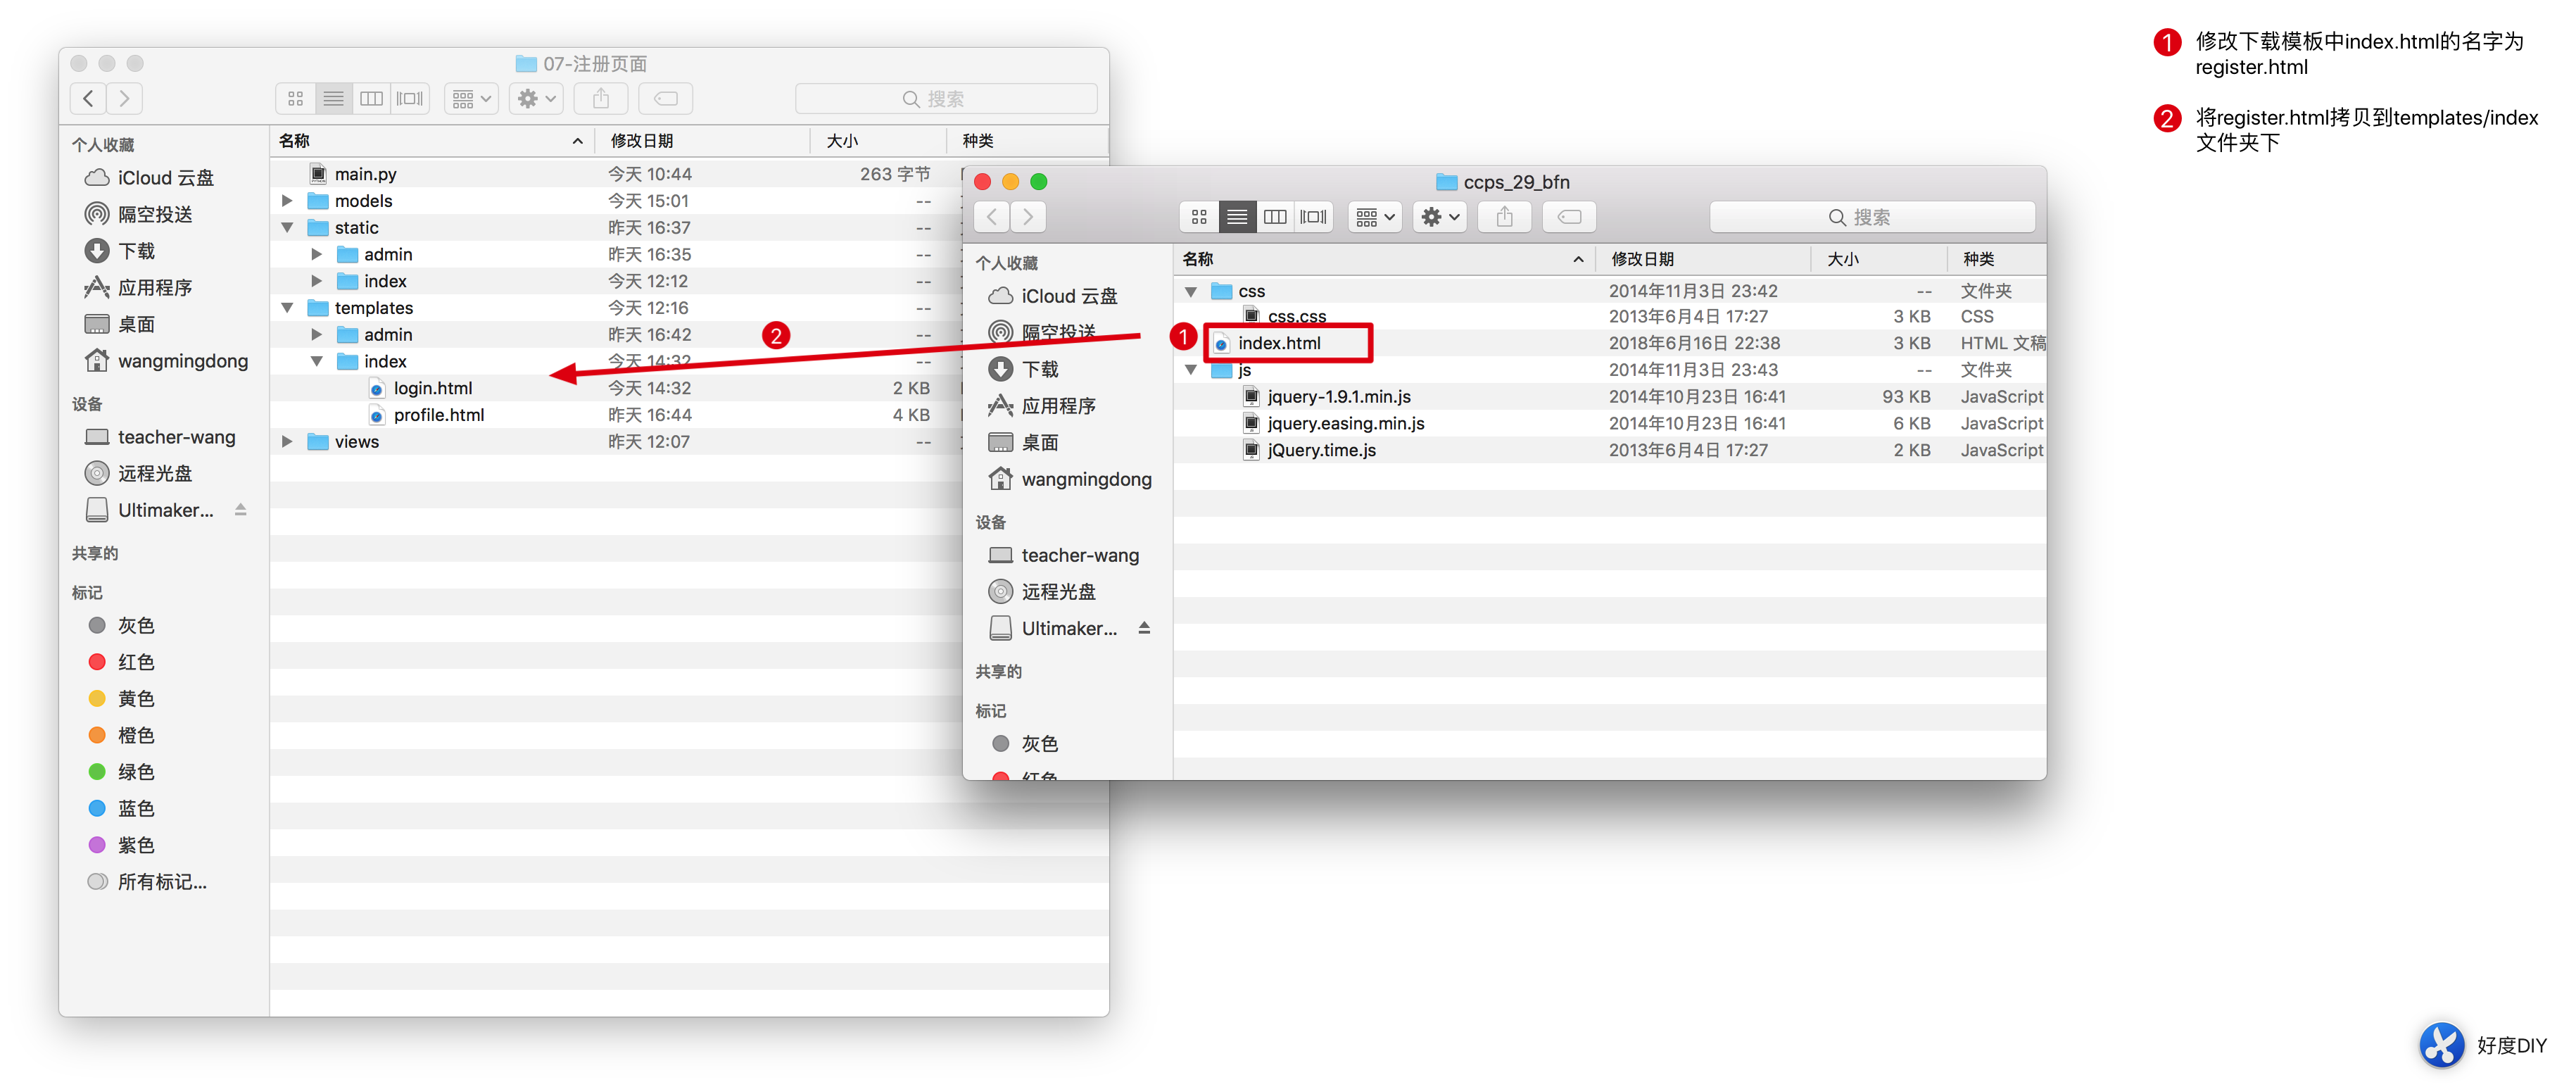 07-注册页面
搜索
个人收藏
iCloud 云盘
隔空投送
下载
应用程序
桌面
wangmingdong
设备
teacher-wang
远程光盘
Ultimaker...
共享的
标记
灰色
红色
黄色
橙色
绿色
蓝色
紫色
所有标记...
名称 修改日期 大小 种类
main.py 今天 10:44 263 字节
models 今天 15:01 --
static 昨天 16:37 --
admin 昨天 16:35 --
index 今天 12:12 --
templates 今天 12:16 --
admin 昨天 16:42 --
index 今天 14:32
login.html 今天 14:32 2 KB
profile.html 昨天 16:44 4 KB
views 昨天 12:07 --
2
ccps_29_bfn
搜索
个人收藏
iCloud 云盘
隔空投送
下载
应用程序
桌面
wangmingdong
设备
teacher-wang
远程光盘
Ultimaker...
共享的
标记
灰色
红色
名称 修改日期 大小 种类
css 2014年11月3日 23:42 -- 文件夹
css.css 2013年6月4日 17:27 3 KB CSS
1 index.html 2018年6月16日 22:38 3 KB HTML 文稿
js 2014年11月3日 23:43 -- 文件夹
jquery-1.9.1.min.js 2014年10月23日 16:41 93 KB JavaScript
jquery.easing.min.js 2014年10月23日 16:41 6 KB JavaScript
jQuery.time.js 2013年6月4日 17:27 2 KB JavaScript
1 修改下载模板中index.html的名字为
register.html
2 将register.html拷贝到templates/index
文件夹下
好度DIY